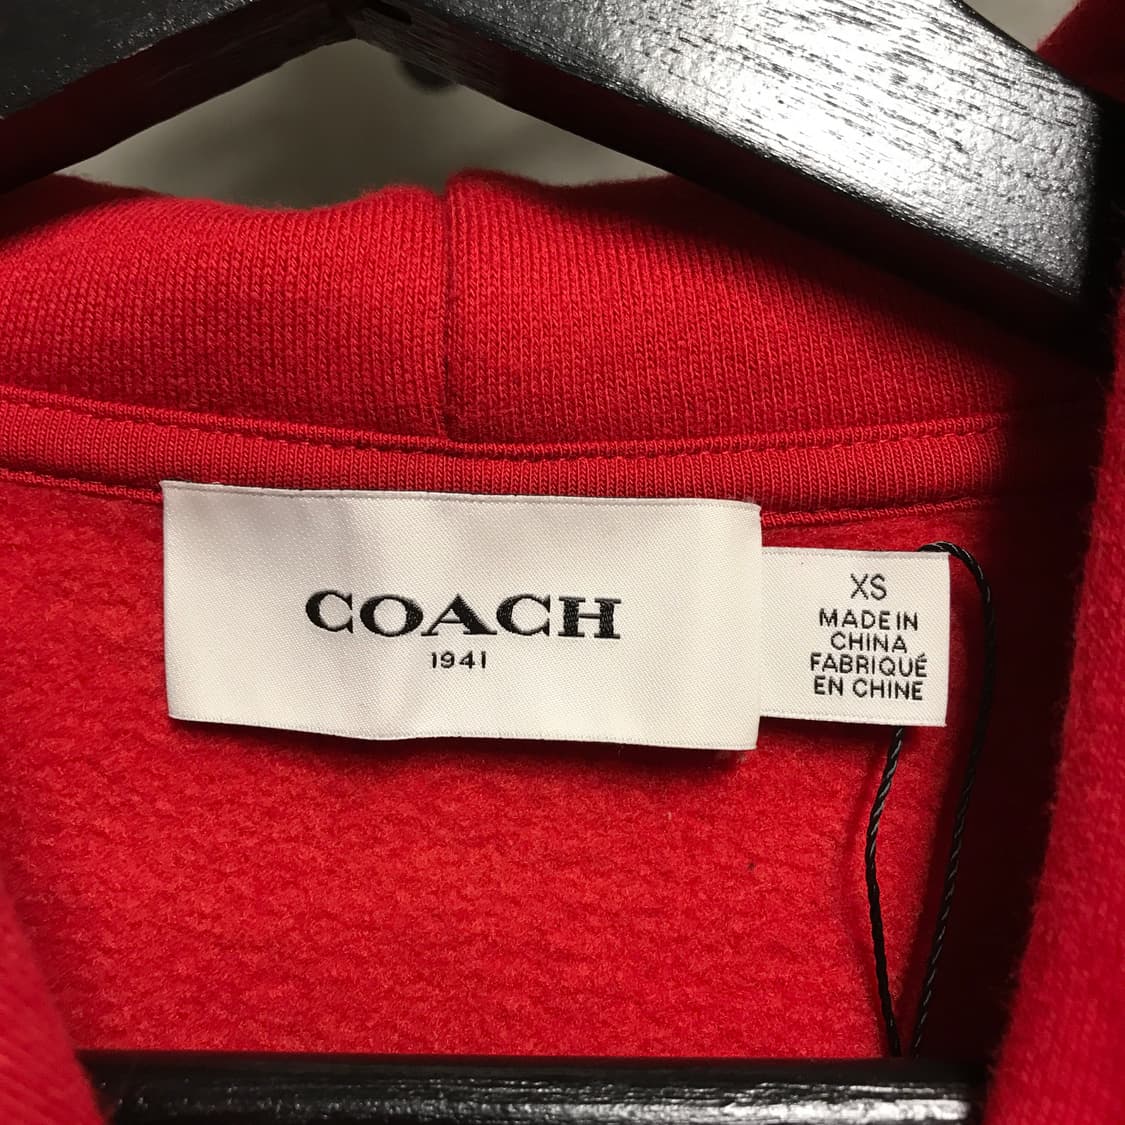 COACH
1941
XS
MADE IN
CHINA
FABRIQUÉ
EN CHINE